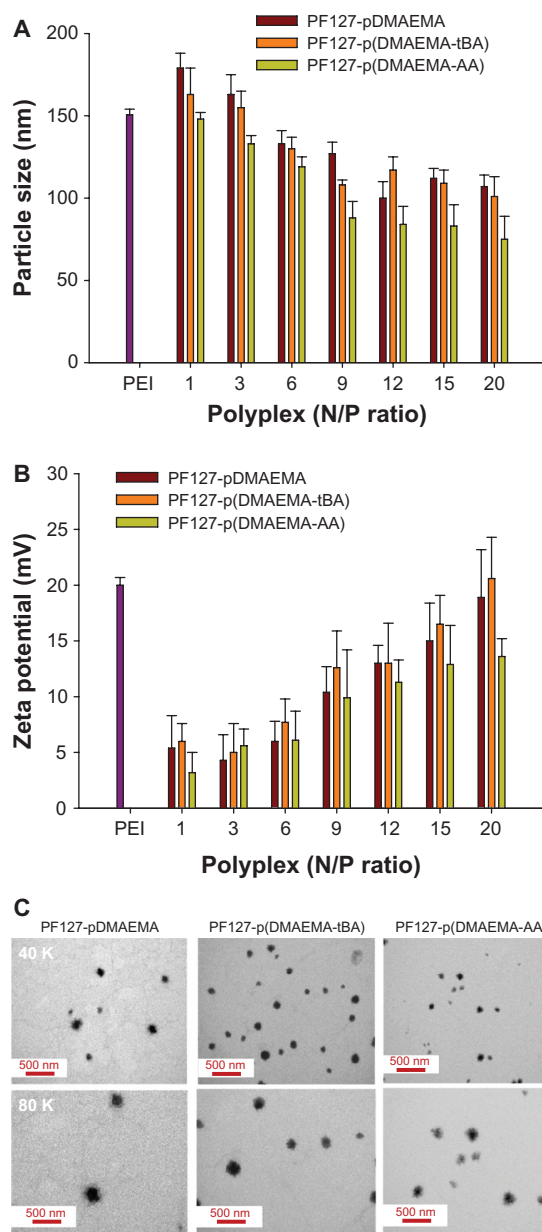 A
PF127-pDMAEMA
PF127-p(DMAEMA-tBA)
PF127-p(DMAEMA-AA)
Particle size (nm)
200
150
100
50
0
PEI 1 3 6 9 12 15 20
Polyplex (N/P ratio)
B
PF127-pDMAEMA
PF127-p(DMAEMA-tBA)
PF127-p(DMAEMA-AA)
Zeta potential (mV)
30
25
20
15
10
5
0
PEI 1 3 6 9 12 15 20
Polyplex (N/P ratio)
C
PF127-pDMAEMA PF127-p(DMAEMA-tBA) PF127-p(DMAEMA-AA
40 K
500 nm 500 nm 500 nm
80 K
500 nm 500 nm 500 nm